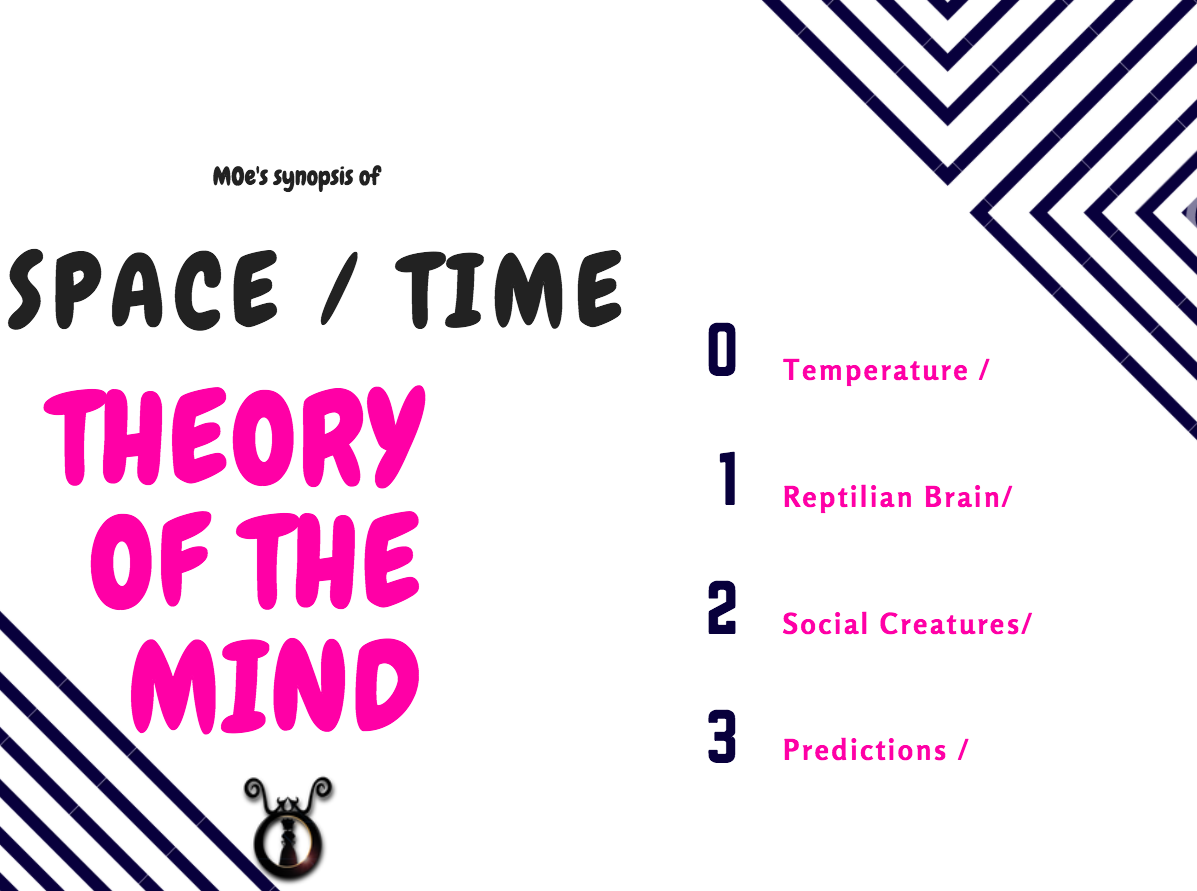 MOe's synopsis of
SPACE / TIME
THEORY
OF THE
MIND
0 Temperature /
1 Reptilian Brain/
2 Social Creatures/
3 Predictions /